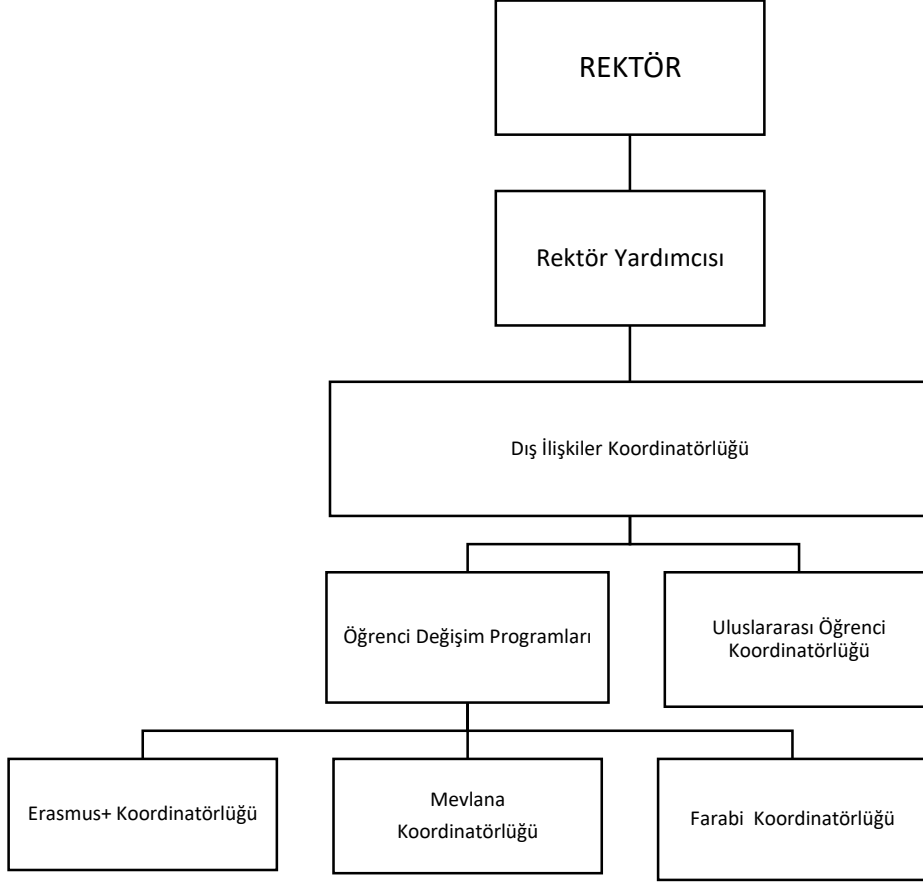 REKTÖR
Rektör Yardımcısı
Dış İlişkiler Koordinatörlüğü
Öğrenci Değişim Programları
Uluslararası Öğrenci
Koordinatörlüğü
Erasmus+ Koordinatörlüğü
Mevlana
Koordinatörlüğü
Farabi  Koordinatörlüğü